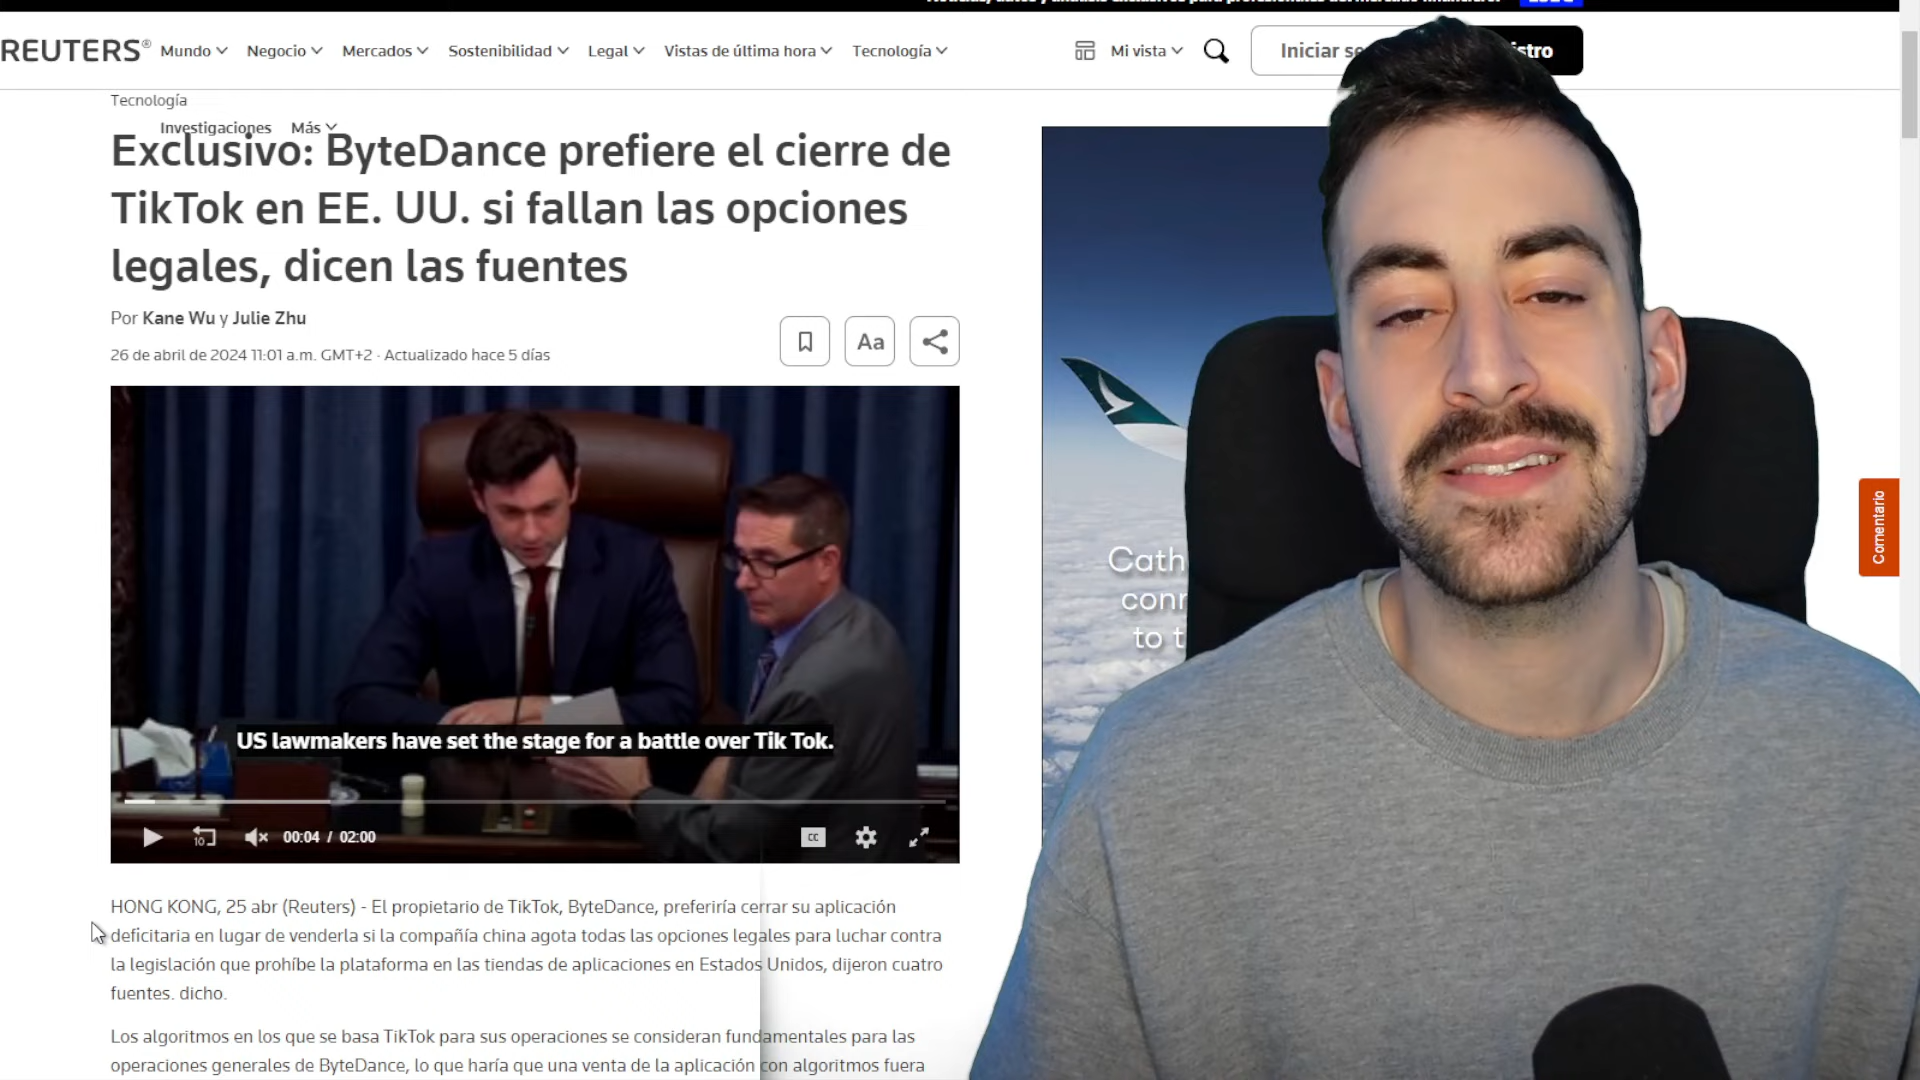 REUTERS®
Mundo
Negocio
Mercados
Sostenibilidad
Legal
Vistas de última hora
Tecnología
Mi vista
Iniciar
Tecnología
Investigaciones
Más
Exclusivo: ByteDance prefiere el cierre de
TikTok en EE. UU. si fallan las opciones
legales, dicen las fuentes
Por Kane Wu y Julie Zhu
26 de abril de 2024 11:01 a.m. GMT+2 · Actualizado hace 5 días
Aa
US lawmakers have set the stage for a battle over Tik Tok.
10
00:04 / 02:00
CC
Cath
conn
to t
Comentario
HONG KONG, 25 abr (Reuters) - El propietario de TikTok, ByteDance, preferiría cerrar su aplicación
deficitaria en lugar de venderla si la compañía china agota todas las opciones legales para luchar contra
la legislación que prohíbe la plataforma en las tiendas de aplicaciones en Estados Unidos, dijeron cuatro
fuentes. dicho.
Los algoritmos en los que se basa TikTok para sus operaciones se consideran fundamentales para las
operaciones generales de ByteDance, lo que haría que una venta de la aplicación con algoritmos fuera